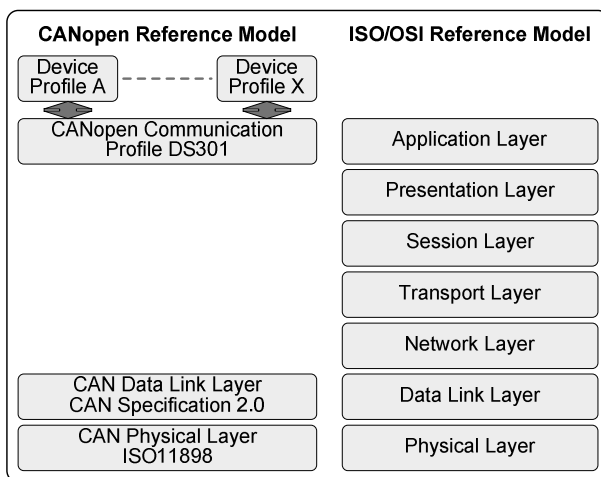 CANopen Reference Model
ISO/OSI Reference Model
Device
Profile A
Device
Profile X
CANopen Communication
Profile DS301
Application Layer
Presentation Layer
Session Layer
Transport Layer
Network Layer
CAN Data Link Layer
CAN Specification 2.0
Data Link Layer
CAN Physical Layer
ISO11898
Physical Layer